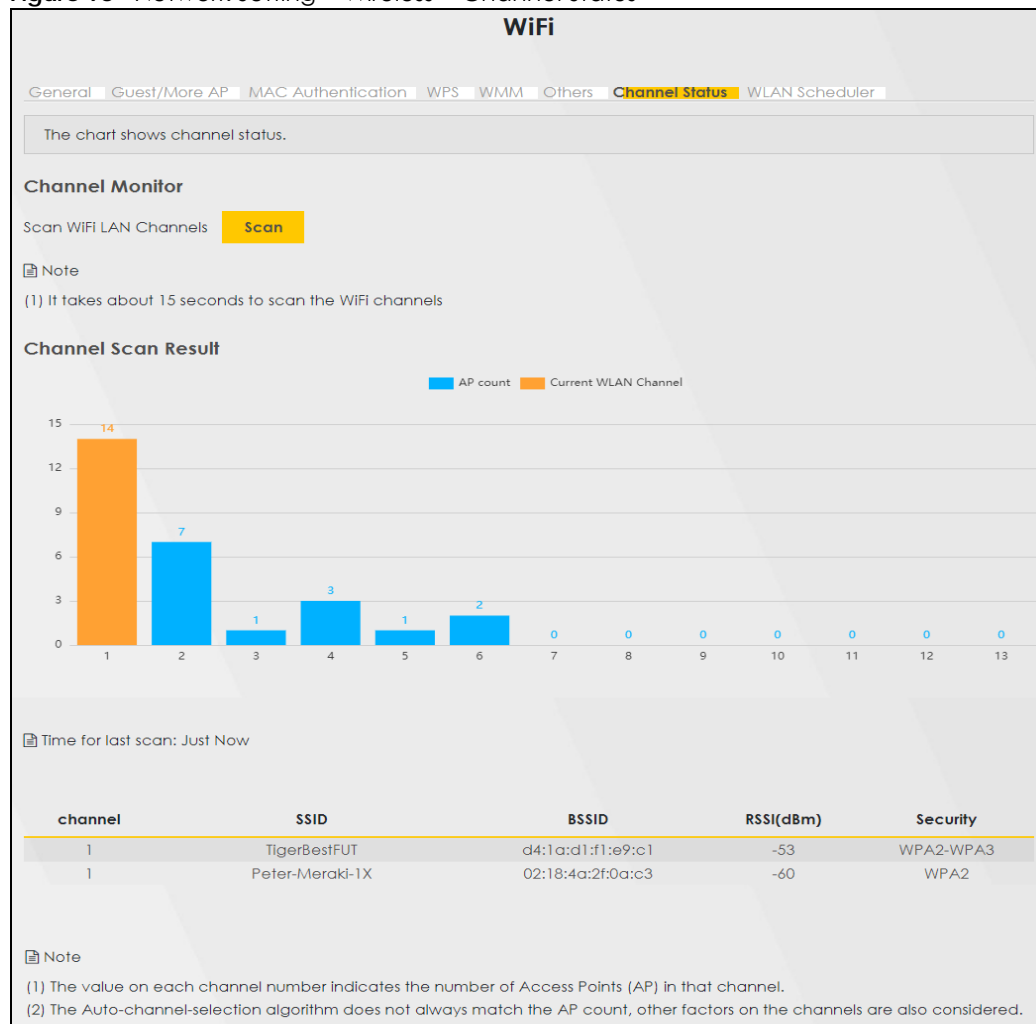 WiFi
General Guest/More AP MAC Authentication WPS WMM Others Channel Status WLAN Scheduler
The chart shows channel status.
Channel Monitor
Scan WiFi LAN Channels Scan
Note
(1) It takes about 15 seconds to scan the WiFi channels
Channel Scan Result
AP count Current WLAN Channel
15
12
9
6
3
0
14 7 1 3 1 2 0 0 0 0 0 0 0
1 2 3 4 5 6 7 8 9 10 11 12 13
Time for last scan: Just Now
channel SSID BSSID RSSI(dBm) Security
1 TigerBestFUT d4:1a:d1:f1:e9:c1 -53 WPA2-WPA3
1 Peter-Meraki-1X 02:18:4a:2f:0a:c3 -60 WPA2
Note
(1) The value on each channel number indicates the number of Access Points (AP) in that channel.
(2) The Auto-channel-selection algorithm does not always match the AP count, other factors on the channels are also considered.